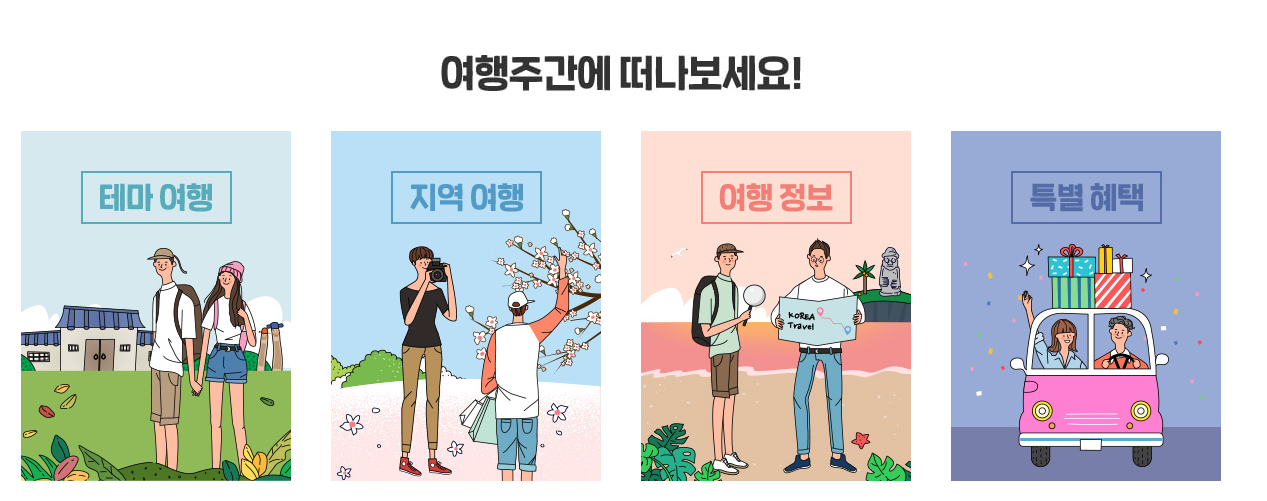 여행주간에 떠나보세요!
테마 여행
지역 여행
여행 정보
특별 혜택
KOREA
Travel